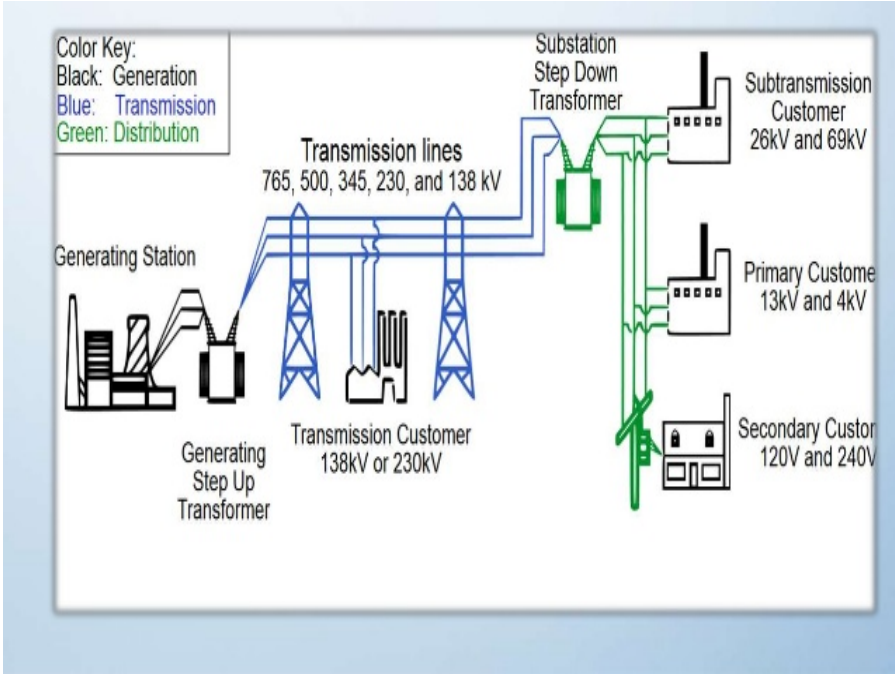 Color Key:
Black: Generation
Blue: Transmission
Green: Distribution
Substation
Step Down
Transformer
Subtransmission
Customer
26kV and 69kV
Transmission lines
765, 500, 345, 230, and 138 kV
Generating Station
Primary Custome
13kV and 4kV
Transmission Customer
138kV or 230kV
Secondary Custor
120V and 240V
Generating
Step Up
Transformer